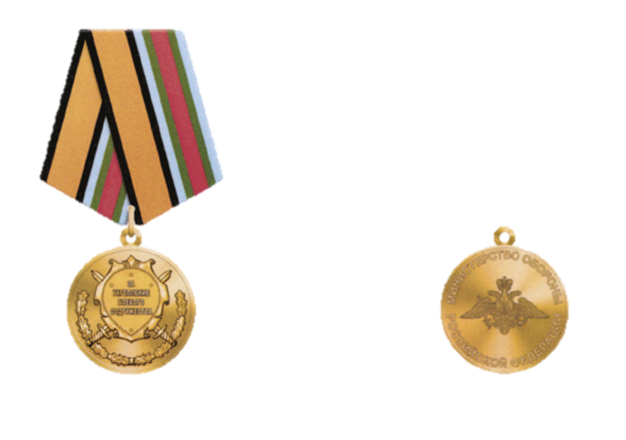 ЗА
УКРЕПЛЕНИЕ
БОЕВОГО
СОДРУЖЕСТВА
МИНИСТЕРСТВО ОБОРОНЫ
РОССИЙСКОЙ ФЕДЕРАЦИИ